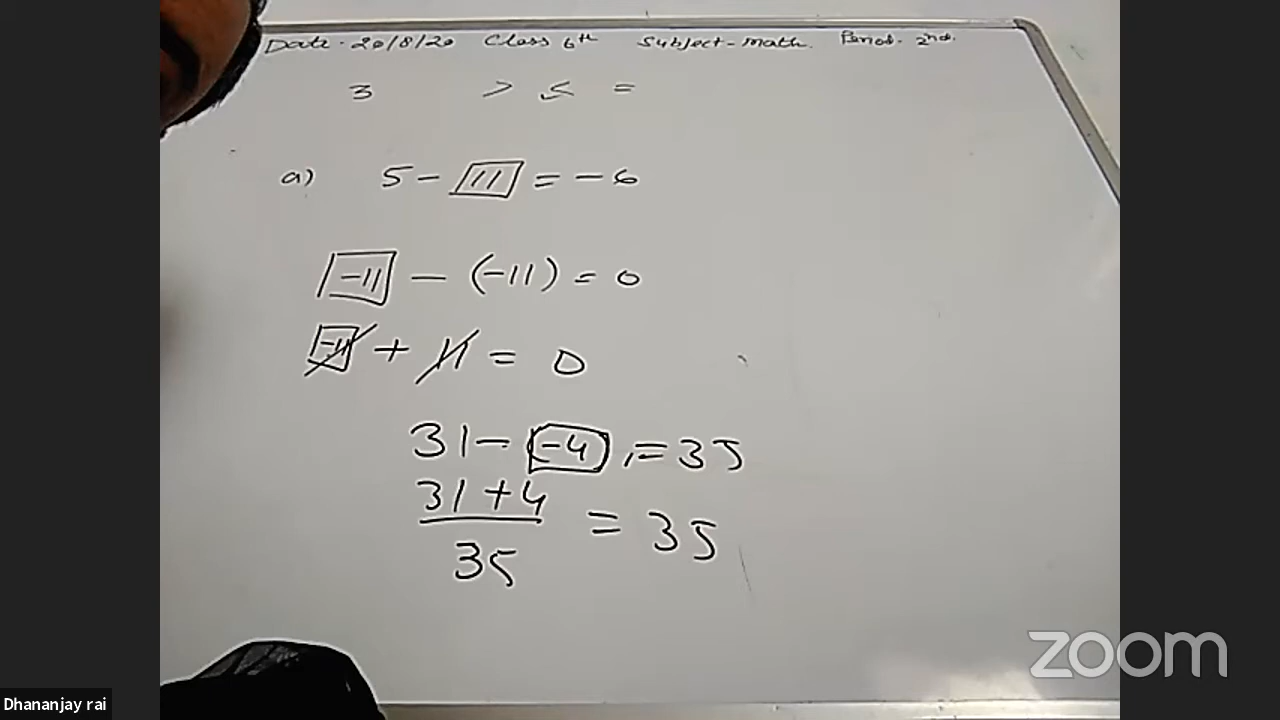 Date. 20/8/20 Class 6th Subject-Math. Period. 2nd.
3 > < =
a) 5 - 11 = -6
-11 - (-11) = 0
-11 + 11 = 0
31 - -4 = 35
31 + 4
35 = 35
zoom
Dhananjay rai